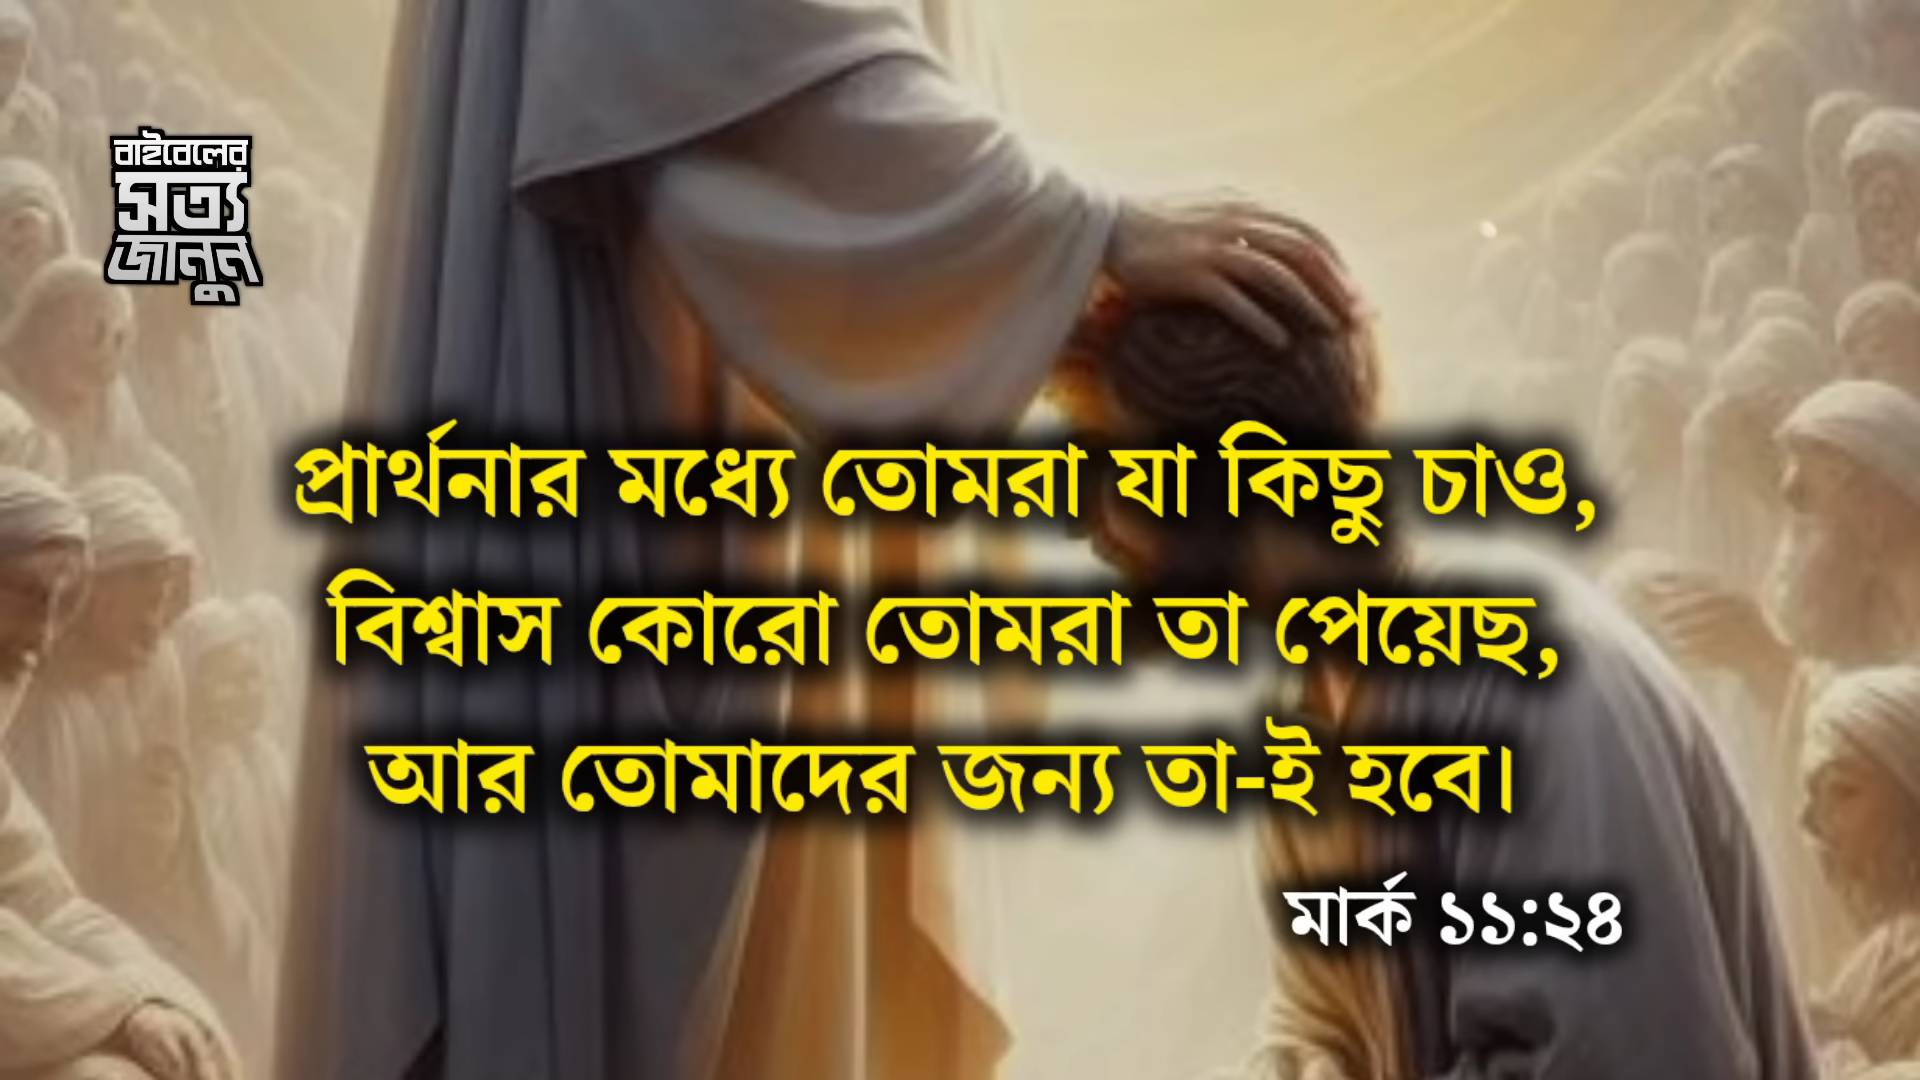 বাইবেলের
সত্য
জানুন
প্রার্থনার মধ্যে তোমরা যা কিছু চাও,
বিশ্বাস কোরো তোমরা তা পেয়েছ,
আর তোমাদের জন্য তা-ই হবে।
মার্ক ১১:২৪